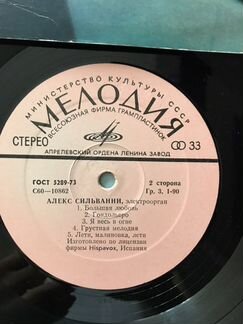 МИНИСТЕРСТВО КУЛЬТУРЫ СССР
МЕЛОДИЯ
ВСЕСОЮЗНАЯ ФИРМА ГРАМПЛАСТИНОК
СТЕРЕО 33
АПРЕЛЕВСКИЙ ОРДЕНА ЛЕНИНА ЗАВОД
ГОСТ 5289-73 2 сторона
С60—10862 Гр. 3, 1-90
АЛЕКС СИЛЬВАНИИ, электроорган
1. Большая любовь
2. Гондольеро
3. Я весь в огне
4. Грустная мелодия
5. Лети, малиновка, лети
Изготовлено по лицензии
фирмы Hispavox, Испания